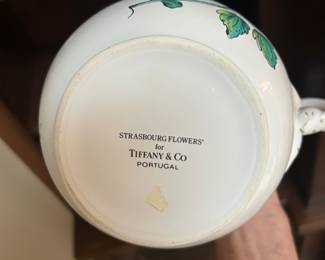 STRASBOURG FLOWERS'
for
TIFFANY & CO
PORTUGAL